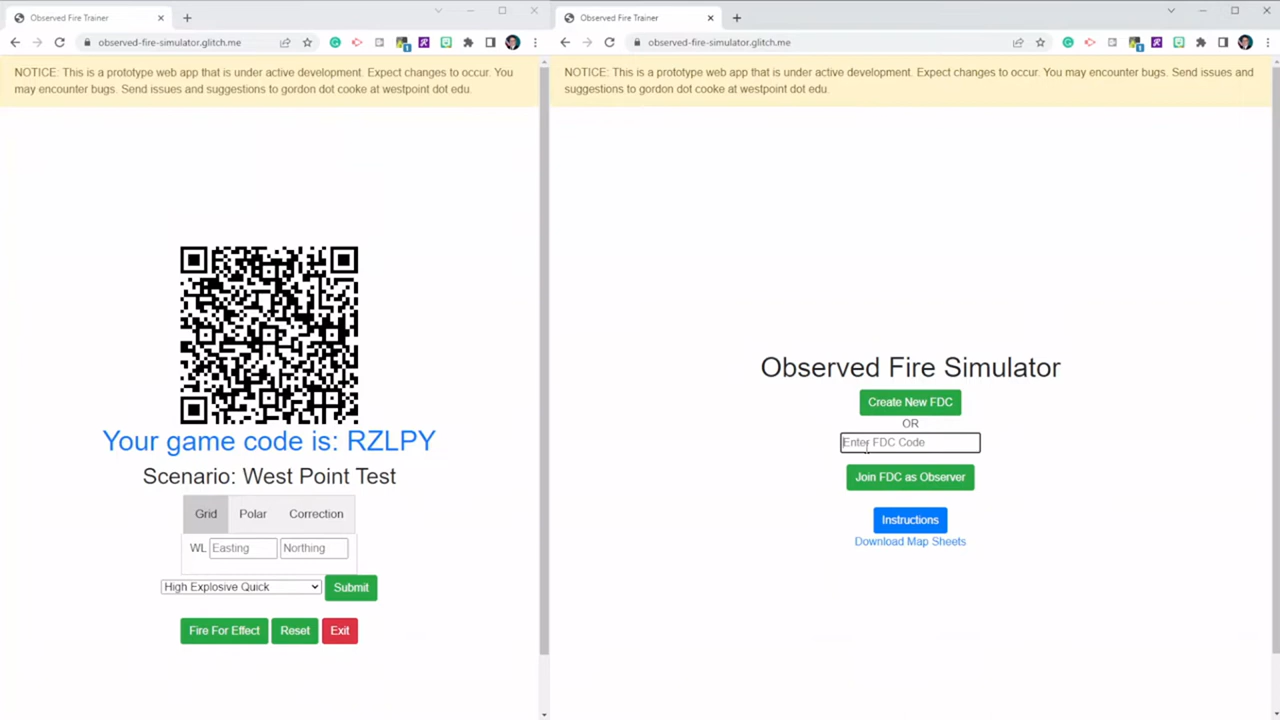 Observed Fire Trainer
observed-fire-simulator.glitch.me
NOTICE: This is a prototype web app that is under active development. Expect changes to occur. You
may encounter bugs. Send issues and suggestions to gordon dot cooke at westpoint dot edu.
Your game code is: RZLPY
Scenario: West Point Test
Grid Polar Correction
WL Easting Northing
High Explosive Quick Submit
Fire For Effect Reset Exit
Observed Fire Trainer
observed-fire-simulator.glitch.me
NOTICE: This is a prototype web app that is under active development. Expect changes to occur. You may encounter bugs. Send issues and
suggestions to gordon dot cooke at westpoint dot edu.
Observed Fire Simulator
Create New FDC
OR
Enter FDC Code
Join FDC as Observer
Instructions
Download Map Sheets